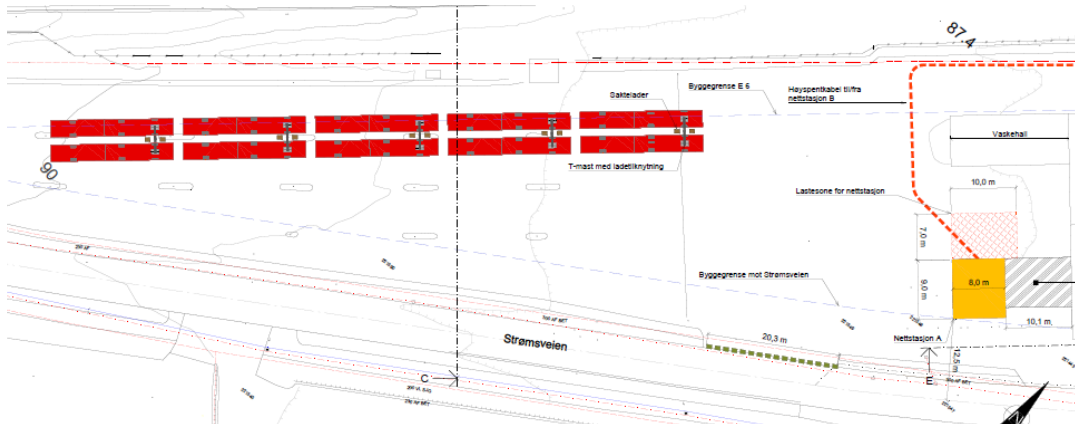 87.4
Saktelader
Byggegrense E 6
Høyspentkabel til/fra
nettstasjon B
Vaskehall
T-mast med ladetilknytning
90
Lastesone for nettstasjon
10,0 m
7,0 m
Byggegrense mot Strømsveien
9,0 m
8,0 m
10,1 m
Nettstasjon A
20,3 m
Strømsveien
12,5 m
C
E